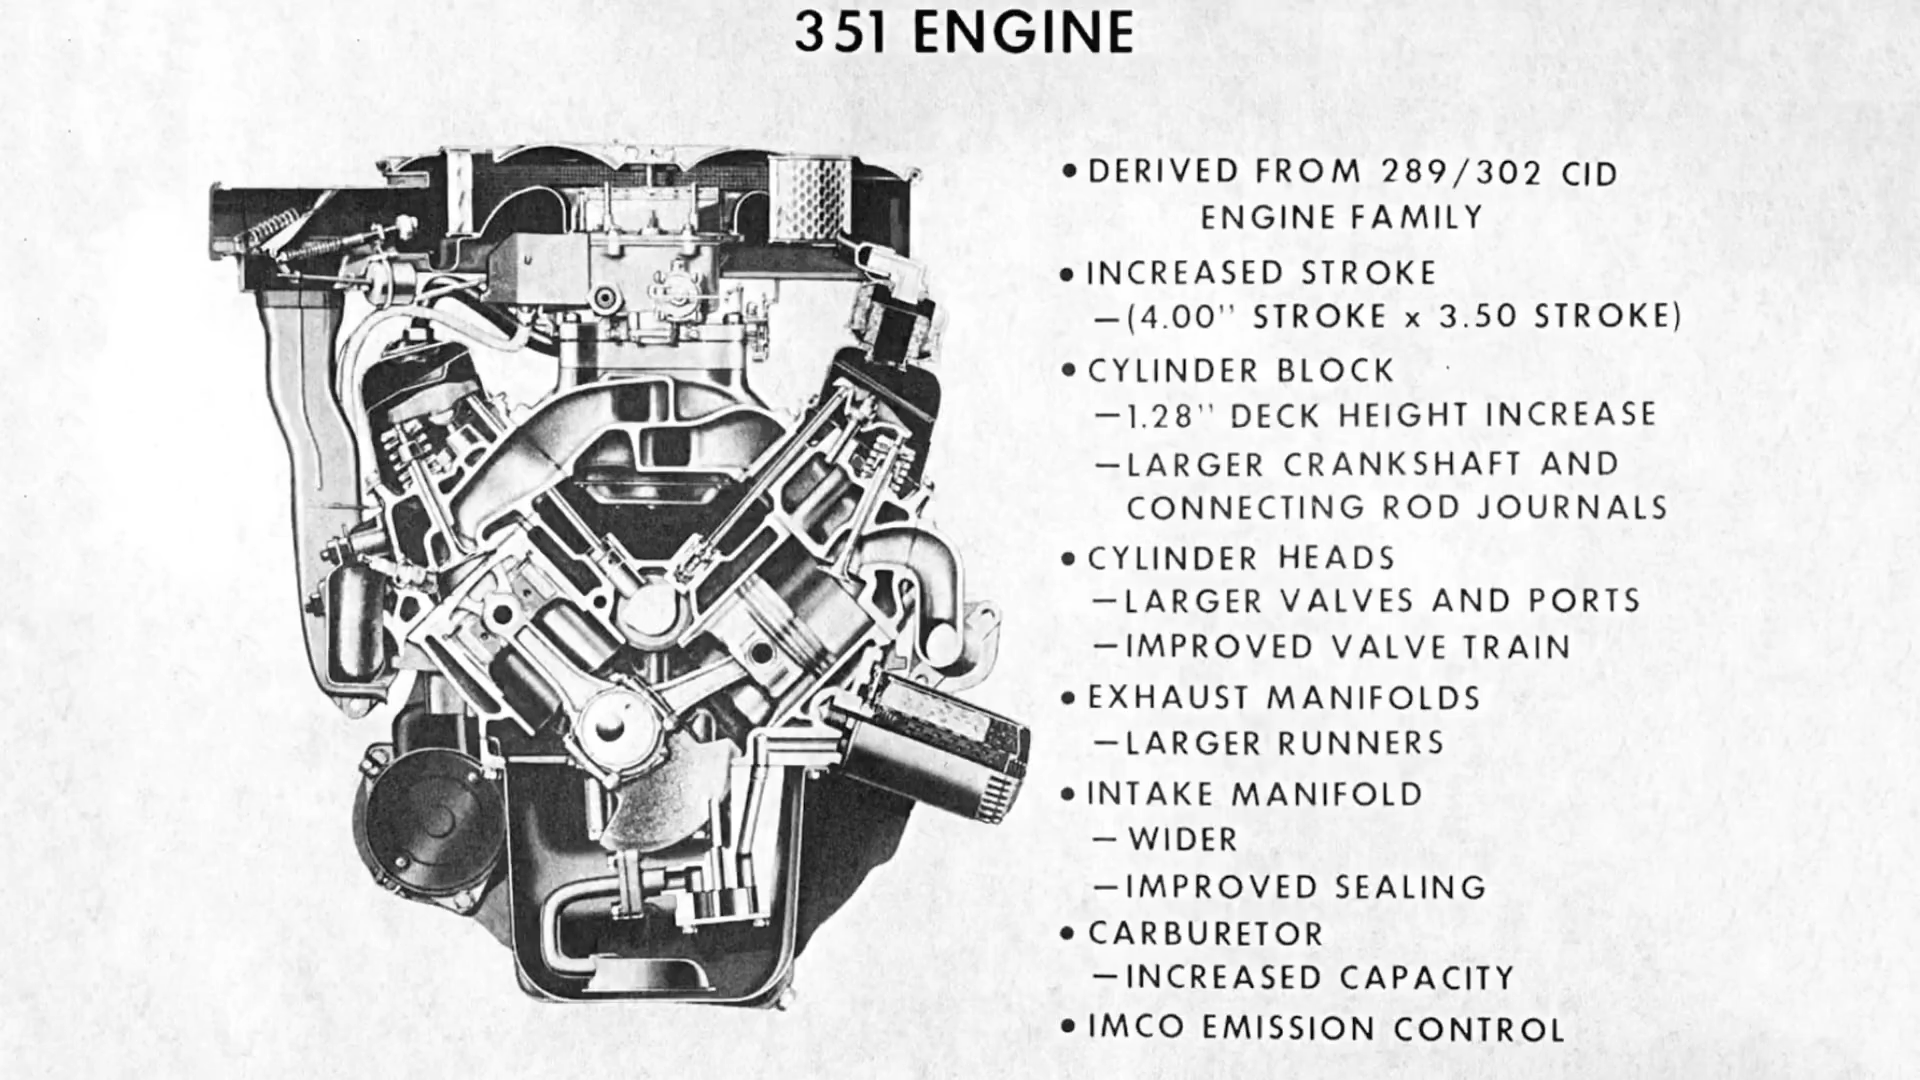 351 ENGINE
• DERIVED FROM 289/302 CID
ENGINE FAMILY
• INCREASED STROKE
—(4.00" STROKE x 3.50 STROKE)
• CYLINDER BLOCK
—1.28" DECK HEIGHT INCREASE
—LARGER CRANKSHAFT AND
CONNECTING ROD JOURNALS
• CYLINDER HEADS
—LARGER VALVES AND PORTS
—IMPROVED VALVE TRAIN
• EXHAUST MANIFOLDS
—LARGER RUNNERS
• INTAKE MANIFOLD
— WIDER
—IMPROVED SEALING
• CARBURETOR
—INCREASED CAPACITY
• IMCO EMISSION CONTROL